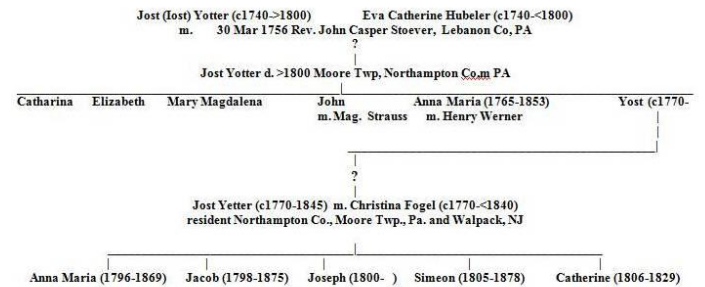 Jost (Iost) Yotter (c1740->1800) Eva Catherine Hubeler (c1740-<1800)
m. 30 Mar 1756 Rev. John Casper Stoever, Lebanon Co, PA
?
Jost Yotter d. >1800 Moore Twp, Northampton Co,m PA
Catharina Elizabeth Mary Magdalena John Anna Maria (1765-1853) Yost (c1770-
m. Mag. Strauss m. Henry Werner
?
Jost Yetter (c1770-1845) m. Christina Fogel (c1770-<1840)
resident Northampton Co., Moore Twp., Pa. and Walpack, NJ
Anna Maria (1796-1869) Jacob (1798-1875) Joseph (1800- ) Simeon (1805-1878) Catherine (1806-1829)